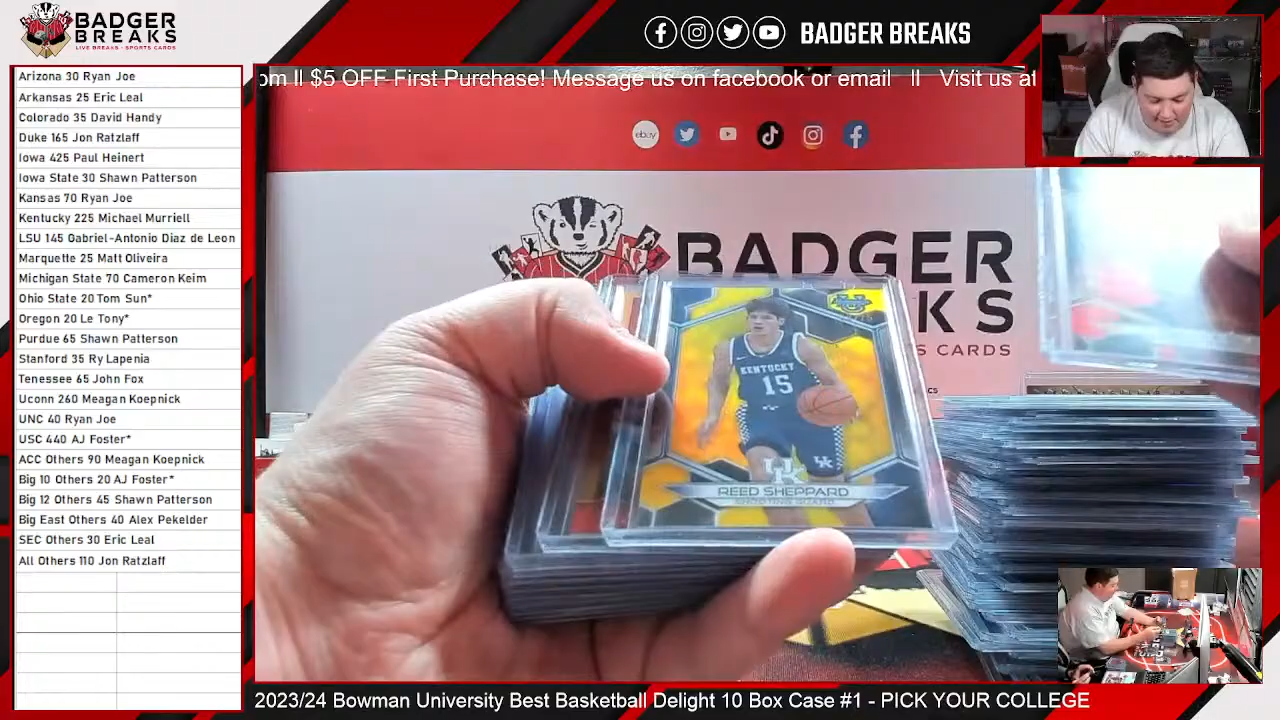 BADGER
BREAKS
LIVE BREAKS - SPORTS CARDS
BADGER BREAKS
om ll $5 OFF First Purchase! Message us on facebook or email ll Visit us at
Arizona 30 Ryan Joe
Arkansas 25 Eric Leal
Colorado 35 David Handy
Duke 165 Jon Ratzlaff
Iowa 425 Paul Heinert
Iowa State 30 Shawn Patterson
Kansas 70 Ryan Joe
Kentucky 225 Michael Murriell
LSU 145 Gabriel-Antonio Diaz de Leon
Marquette 25 Matt Oliveira
Michigan State 70 Cameron Keim
Ohio State 20 Tom Sun*
Oregon 20 Le Tony*
Purdue 65 Shawn Patterson
Stanford 35 Ry Lapenia
Tenessee 65 John Fox
Uconn 260 Meagan Koepnick
UNC 40 Ryan Joe
USC 440 AJ Foster*
ACC Others 90 Meagan Koepnick
Big 10 Others 20 AJ Foster*
Big 12 Others 45 Shawn Patterson
Big East Others 40 Alex Pekelder
SEC Others 30 Eric Leal
All Others 110 Jon Ratzlaff
ebay
BADGER
KS
S CARDS
KENTUCKY
15
UK
UK
REED SHEPPARD
SHOOTING GUARD
2023/24 Bowman University Best Basketball Delight 10 Box Case #1 - PICK YOUR COLLEGE